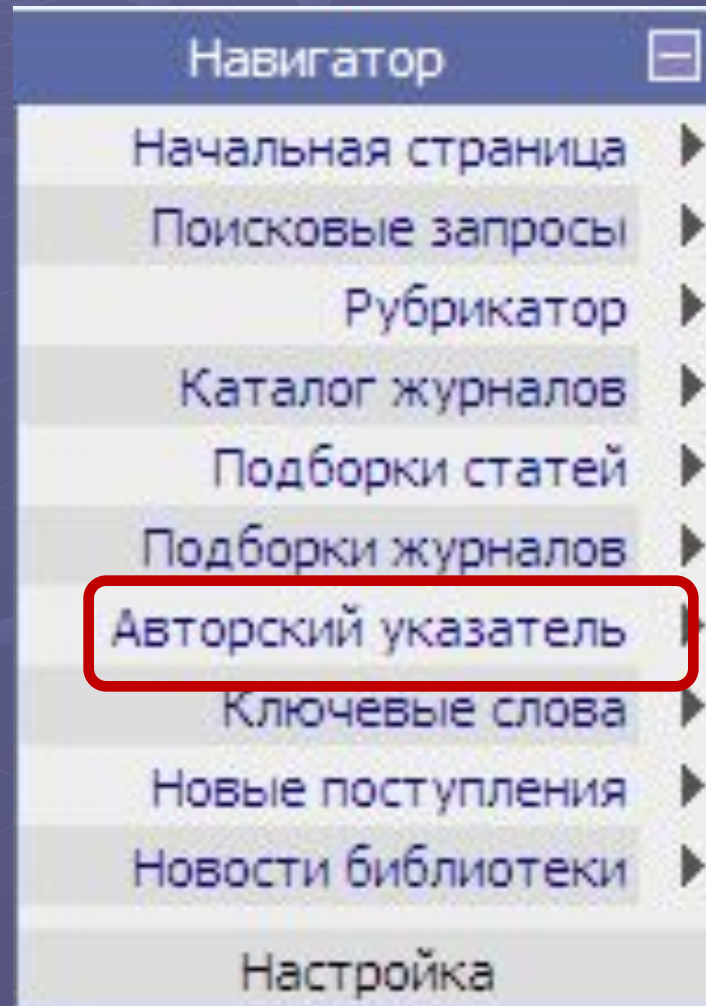 Навигатор
Начальная страница
Поисковые запросы
Рубрикатор
Каталог журналов
Подборки статей
Подборки журналов
Авторский указатель
Ключевые слова
Новые поступления
Новости библиотеки
Настройка